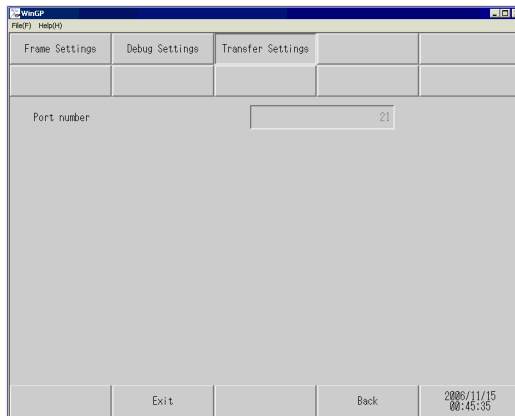 WinGP
File(F) Help(H)
Frame Settings Debug Settings Transfer Settings
Port number 21
Exit Back 2006/11/15
00:45:35